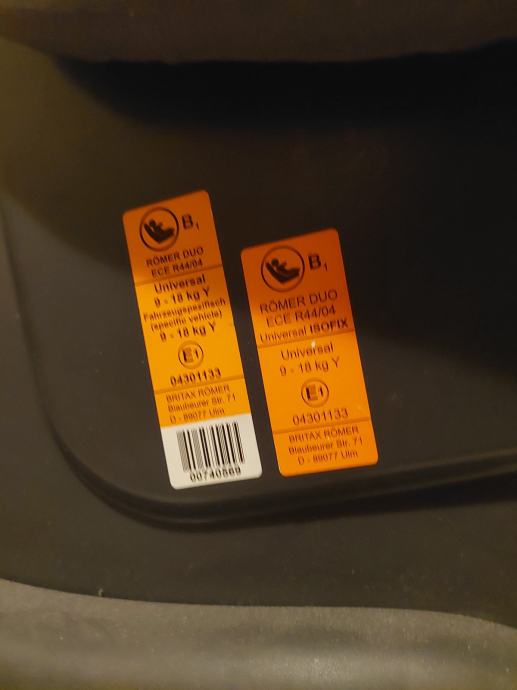 B1
RÖMER DUO
ECE R44/04
Universal
9 - 18 kg Y
Fahrzeugspezifisch
(specific vehicle)
9 - 18 kg Y
E1
04301133
BRITAX RÖMER
Blaubeurer Str. 71
D - 89077 Ulm
00740569
B1
RÖMER DUO
ECE R44/04
Universal ISOFIX
Universal
9 - 18 kg Y
E1
04301133
BRITAX RÖMER
Blaubeurer Str. 71
D - 89077 Ulm